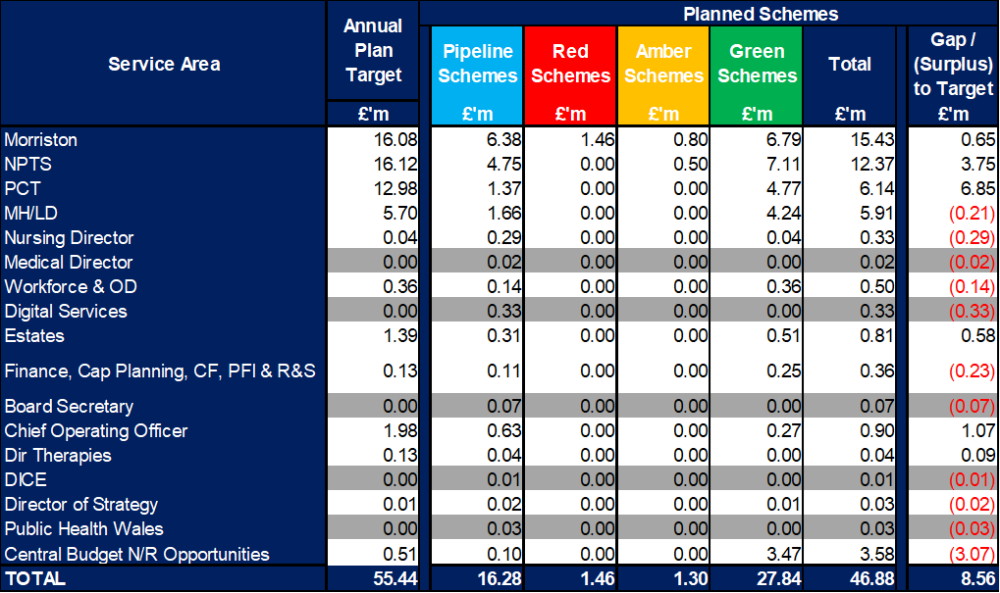 Planned Schemes
Service Area Annual Plan Target Pipeline Schemes Red Schemes Amber Schemes Green Schemes Total Gap / (Surplus) to Target
£'m £'m £'m £'m £'m £'m £'m
Morriston 16.08 6.38 1.46 0.80 6.79 15.43 0.65
NPTS 16.12 4.75 0.00 0.50 7.11 12.37 3.75
PCT 12.98 1.37 0.00 0.00 4.77 6.14 6.85
MH/LD 5.70 1.66 0.00 0.00 4.24 5.91 (0.21)
Nursing Director 0.04 0.29 0.00 0.00 0.04 0.33 (0.29)
Medical Director 0.00 0.02 0.00 0.00 0.00 0.02 (0.02)
Workforce & OD 0.36 0.14 0.00 0.00 0.36 0.50 (0.14)
Digital Services 0.00 0.33 0.00 0.00 0.00 0.33 (0.33)
Estates 1.39 0.31 0.00 0.00 0.51 0.81 0.58
Finance, Cap Planning, CF, PFI & R&S 0.13 0.11 0.00 0.00 0.25 0.36 (0.23)
Board Secretary 0.00 0.07 0.00 0.00 0.00 0.07 (0.07)
Chief Operating Officer 1.98 0.63 0.00 0.00 0.27 0.90 1.07
Dir Therapies 0.13 0.04 0.00 0.00 0.00 0.04 0.09
DICE 0.00 0.01 0.00 0.00 0.00 0.01 (0.01)
Director of Strategy 0.01 0.02 0.00 0.00 0.01 0.03 (0.02)
Public Health Wales 0.00 0.03 0.00 0.00 0.00 0.03 (0.03)
Central Budget N/R Opportunities 0.51 0.10 0.00 0.00 3.47 3.58 (3.07)
TOTAL 55.44 16.28 1.46 1.30 27.84 46.88 8.56